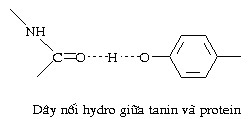 NH
C=O---H—O
Dây nối hydro giữa tanin và protein